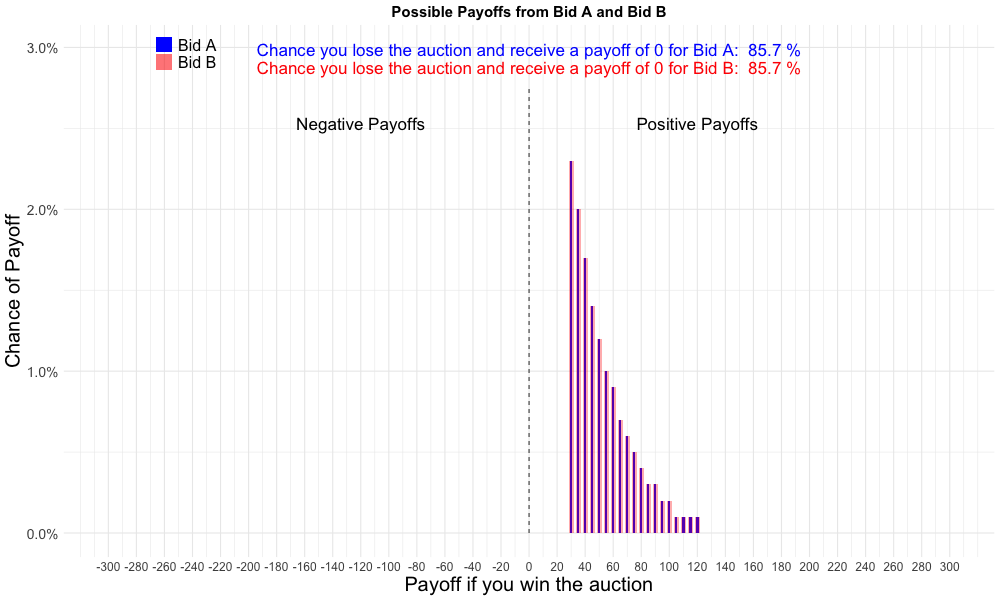 Possible Payoffs from Bid A and Bid B
Bid A
Bid B
Chance you lose the auction and receive a payoff of 0 for Bid A:  85.7 %
Chance you lose the auction and receive a payoff of 0 for Bid B:  85.7 %
Negative Payoffs
Positive Payoffs
Chance of Payoff
3.0%
2.0%
1.0%
0.0%
-300 -280 -260 -240 -220 -200 -180 -160 -140 -120 -100 -80 -60 -40 -20 0 20 40 60 80 100 120 140 160 180 200 220 240 260 280 300
Payoff if you win the auction